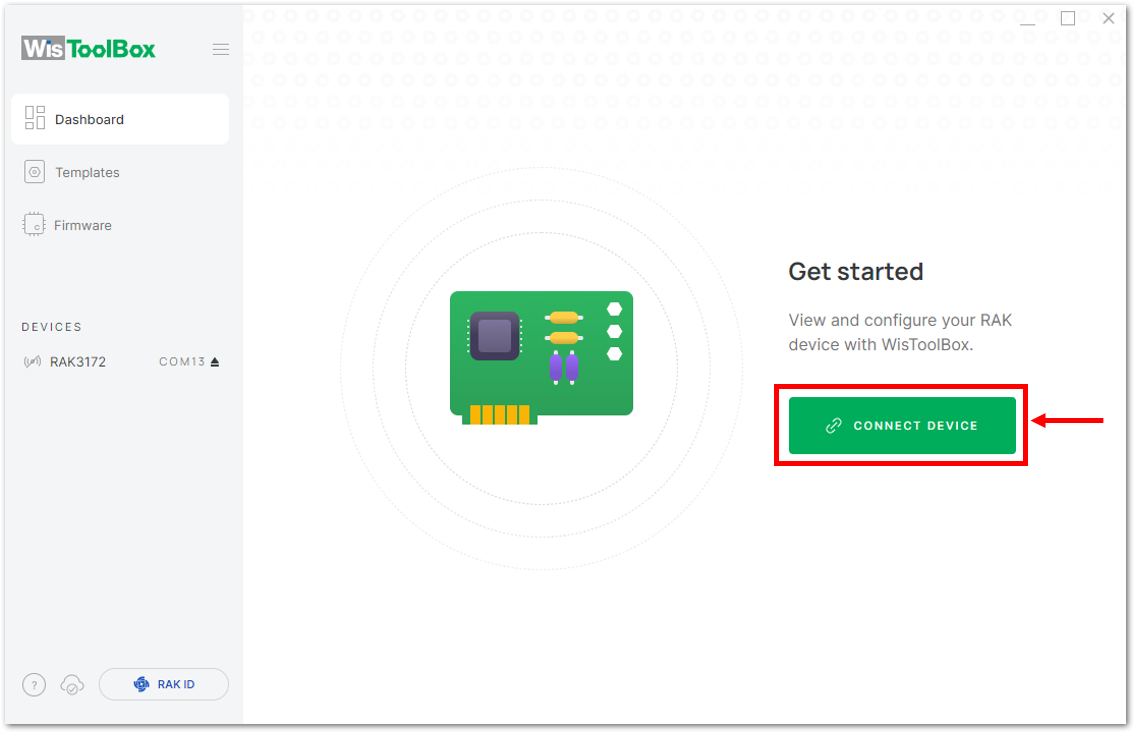 WisToolBox
Dashboard
Templates
Firmware
DEVICES
RAK3172 COM13
? RAK ID
Get started
View and configure your RAK
device with WisToolBox.
CONNECT DEVICE